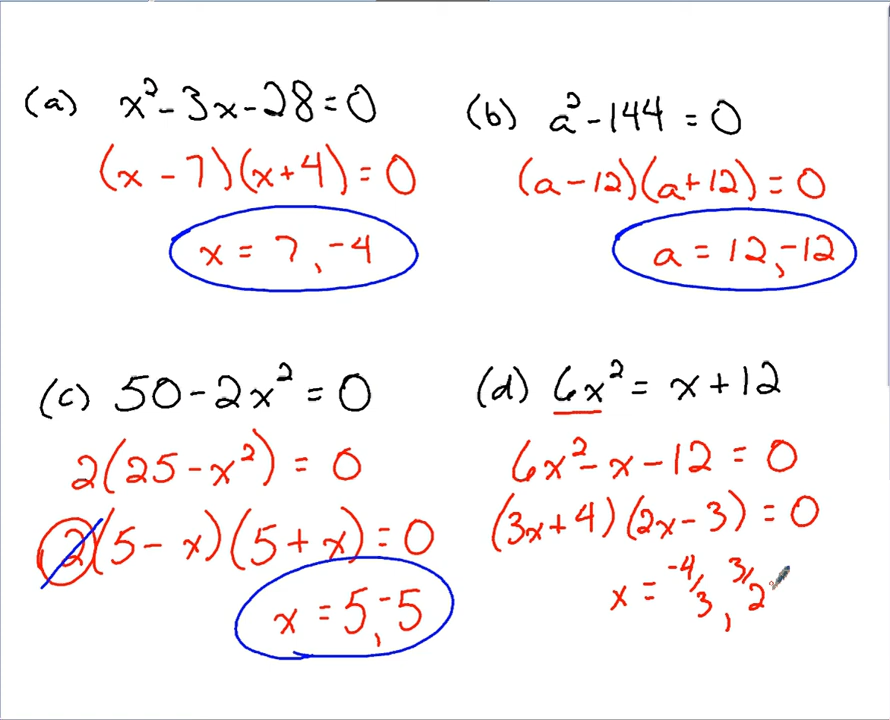 (a) x² - 3x - 28 = 0
(x - 7)(x + 4) = 0
x = 7, -4
(b) a² - 144 = 0
(a - 12)(a + 12) = 0
a = 12, -12
(c) 50 - 2x² = 0
2(25 - x²) = 0
2(5 - x)(5 + x) = 0
x = 5, -5
(d) 6x² = x + 12
6x² - x - 12 = 0
(3x + 4)(2x - 3) = 0
x = -4/3, 3/2